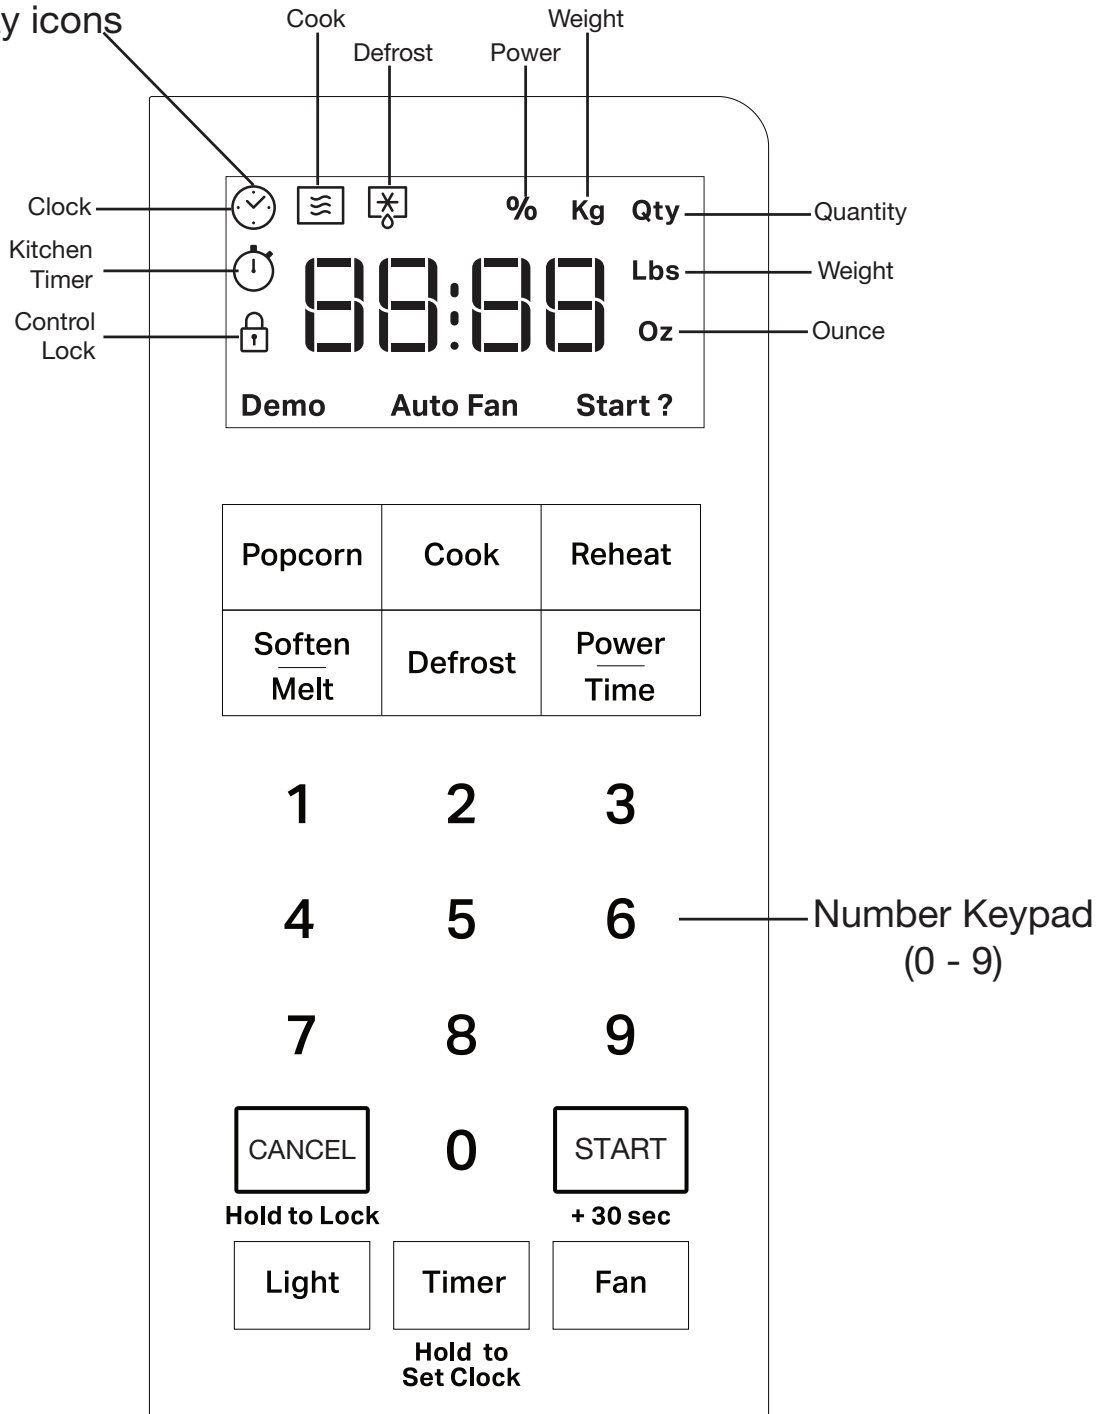 icons
Cook
Weight
Defrost
Power
Clock
% Kg Qty
Quantity
Kitchen
Timer
88:88
Lbs
Weight
Control
Lock
Oz
Ounce
Demo Auto Fan Start ?
Popcorn Cook Reheat
Soften
Melt
Defrost
Power
Time
1 2 3
4 5 6
Number Keypad
(0 - 9)
7 8 9
CANCEL 0 START
Hold to Lock + 30 sec
Light Timer Fan
Hold to
Set Clock